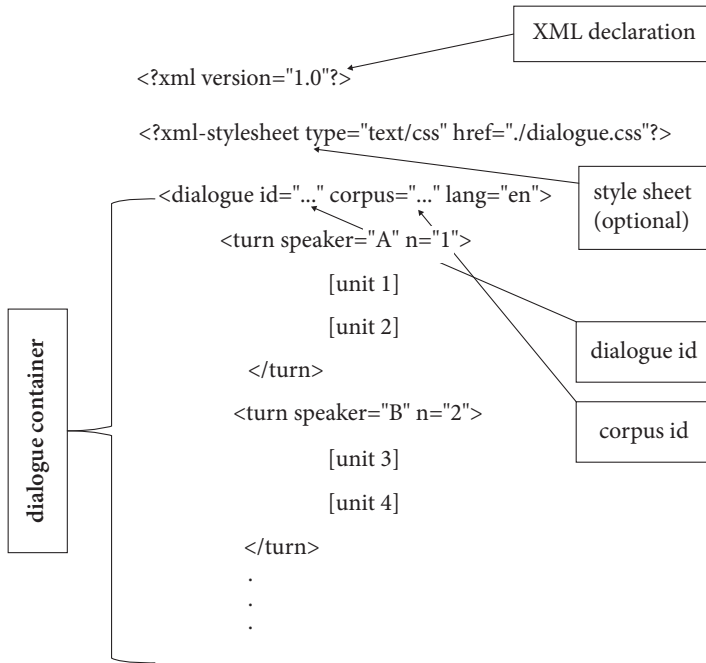 XML declaration
<?xml version="1.0"?>
<?xml-stylesheet type="text/css" href="./dialogue.css"?>
style sheet
(optional)
<dialogue id="..." corpus="..." lang="en">
<turn speaker="A" n="1">
[unit 1]
[unit 2]
dialogue id
</turn>
<turn speaker="B" n="2">
corpus id
[unit 3]
[unit 4]
</turn>
.
.
.
dialogue container